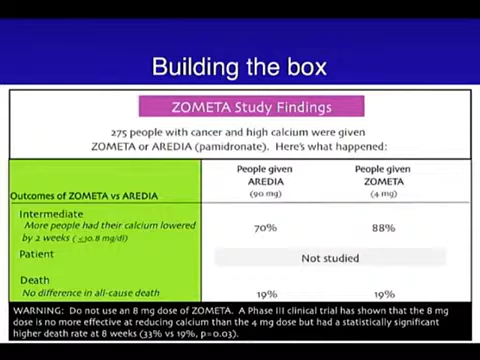 Building the box
ZOMETA Study Findings
275 people with cancer and high calcium were given
ZOMETA or AREDIA (pamidronate).  Here's what happened:
Outcomes of ZOMETA vs AREDIA
People given
AREDIA
(90 mg)
People given
ZOMETA
(4 mg)
Intermediate
More people had their calcium lowered
by 2 weeks (≤10.8 mg/dl)
70%
88%
Patient
Not studied
Death
No difference in all-cause death
19%
19%
WARNING:  Do not use an 8 mg dose of ZOMETA.  A Phase III clinical trial has shown that the 8 mg
dose is no more effective at reducing calcium than the 4 mg dose but had a statistically significant
higher death rate at 8 weeks (33% vs 19%, p=0.03).